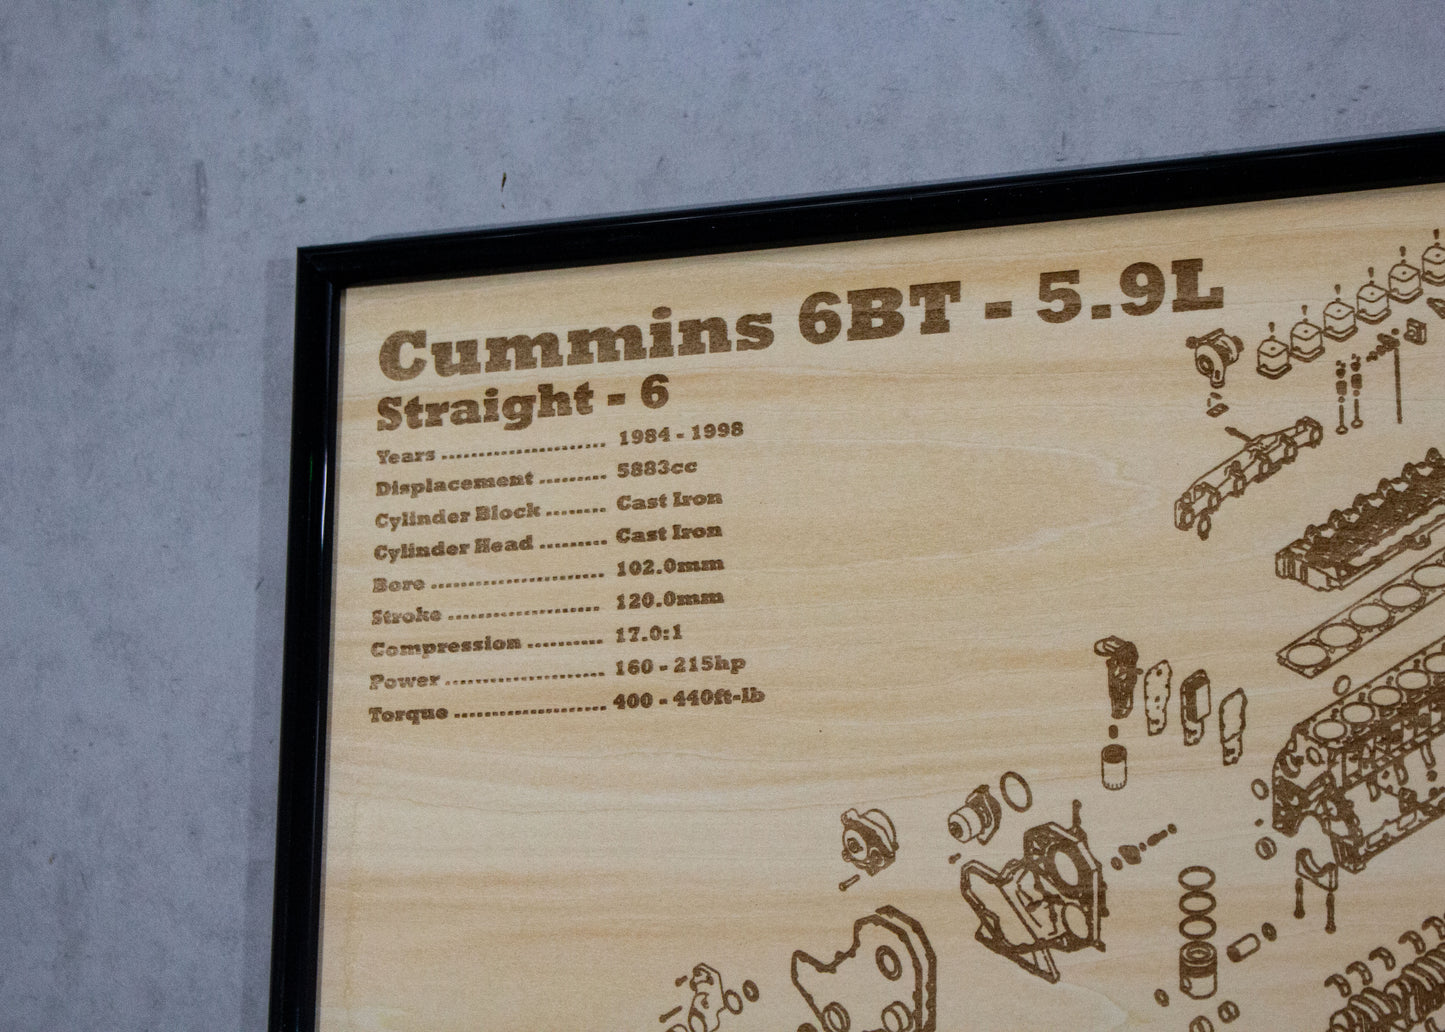 Cummins 6BT - 5.9L
Straight - 6
Years ........................ 1984 - 1998
Displacement .......... 5883cc
Cylinder Block ......... Cast Iron
Cylinder Head .......... Cast Iron
Bore .......................... 102.0mm
Stroke ....................... 120.0mm
Compression ........... 17.0:1
Power ........................ 160 - 215hp
Torque ....................... 400 - 440ft-lb